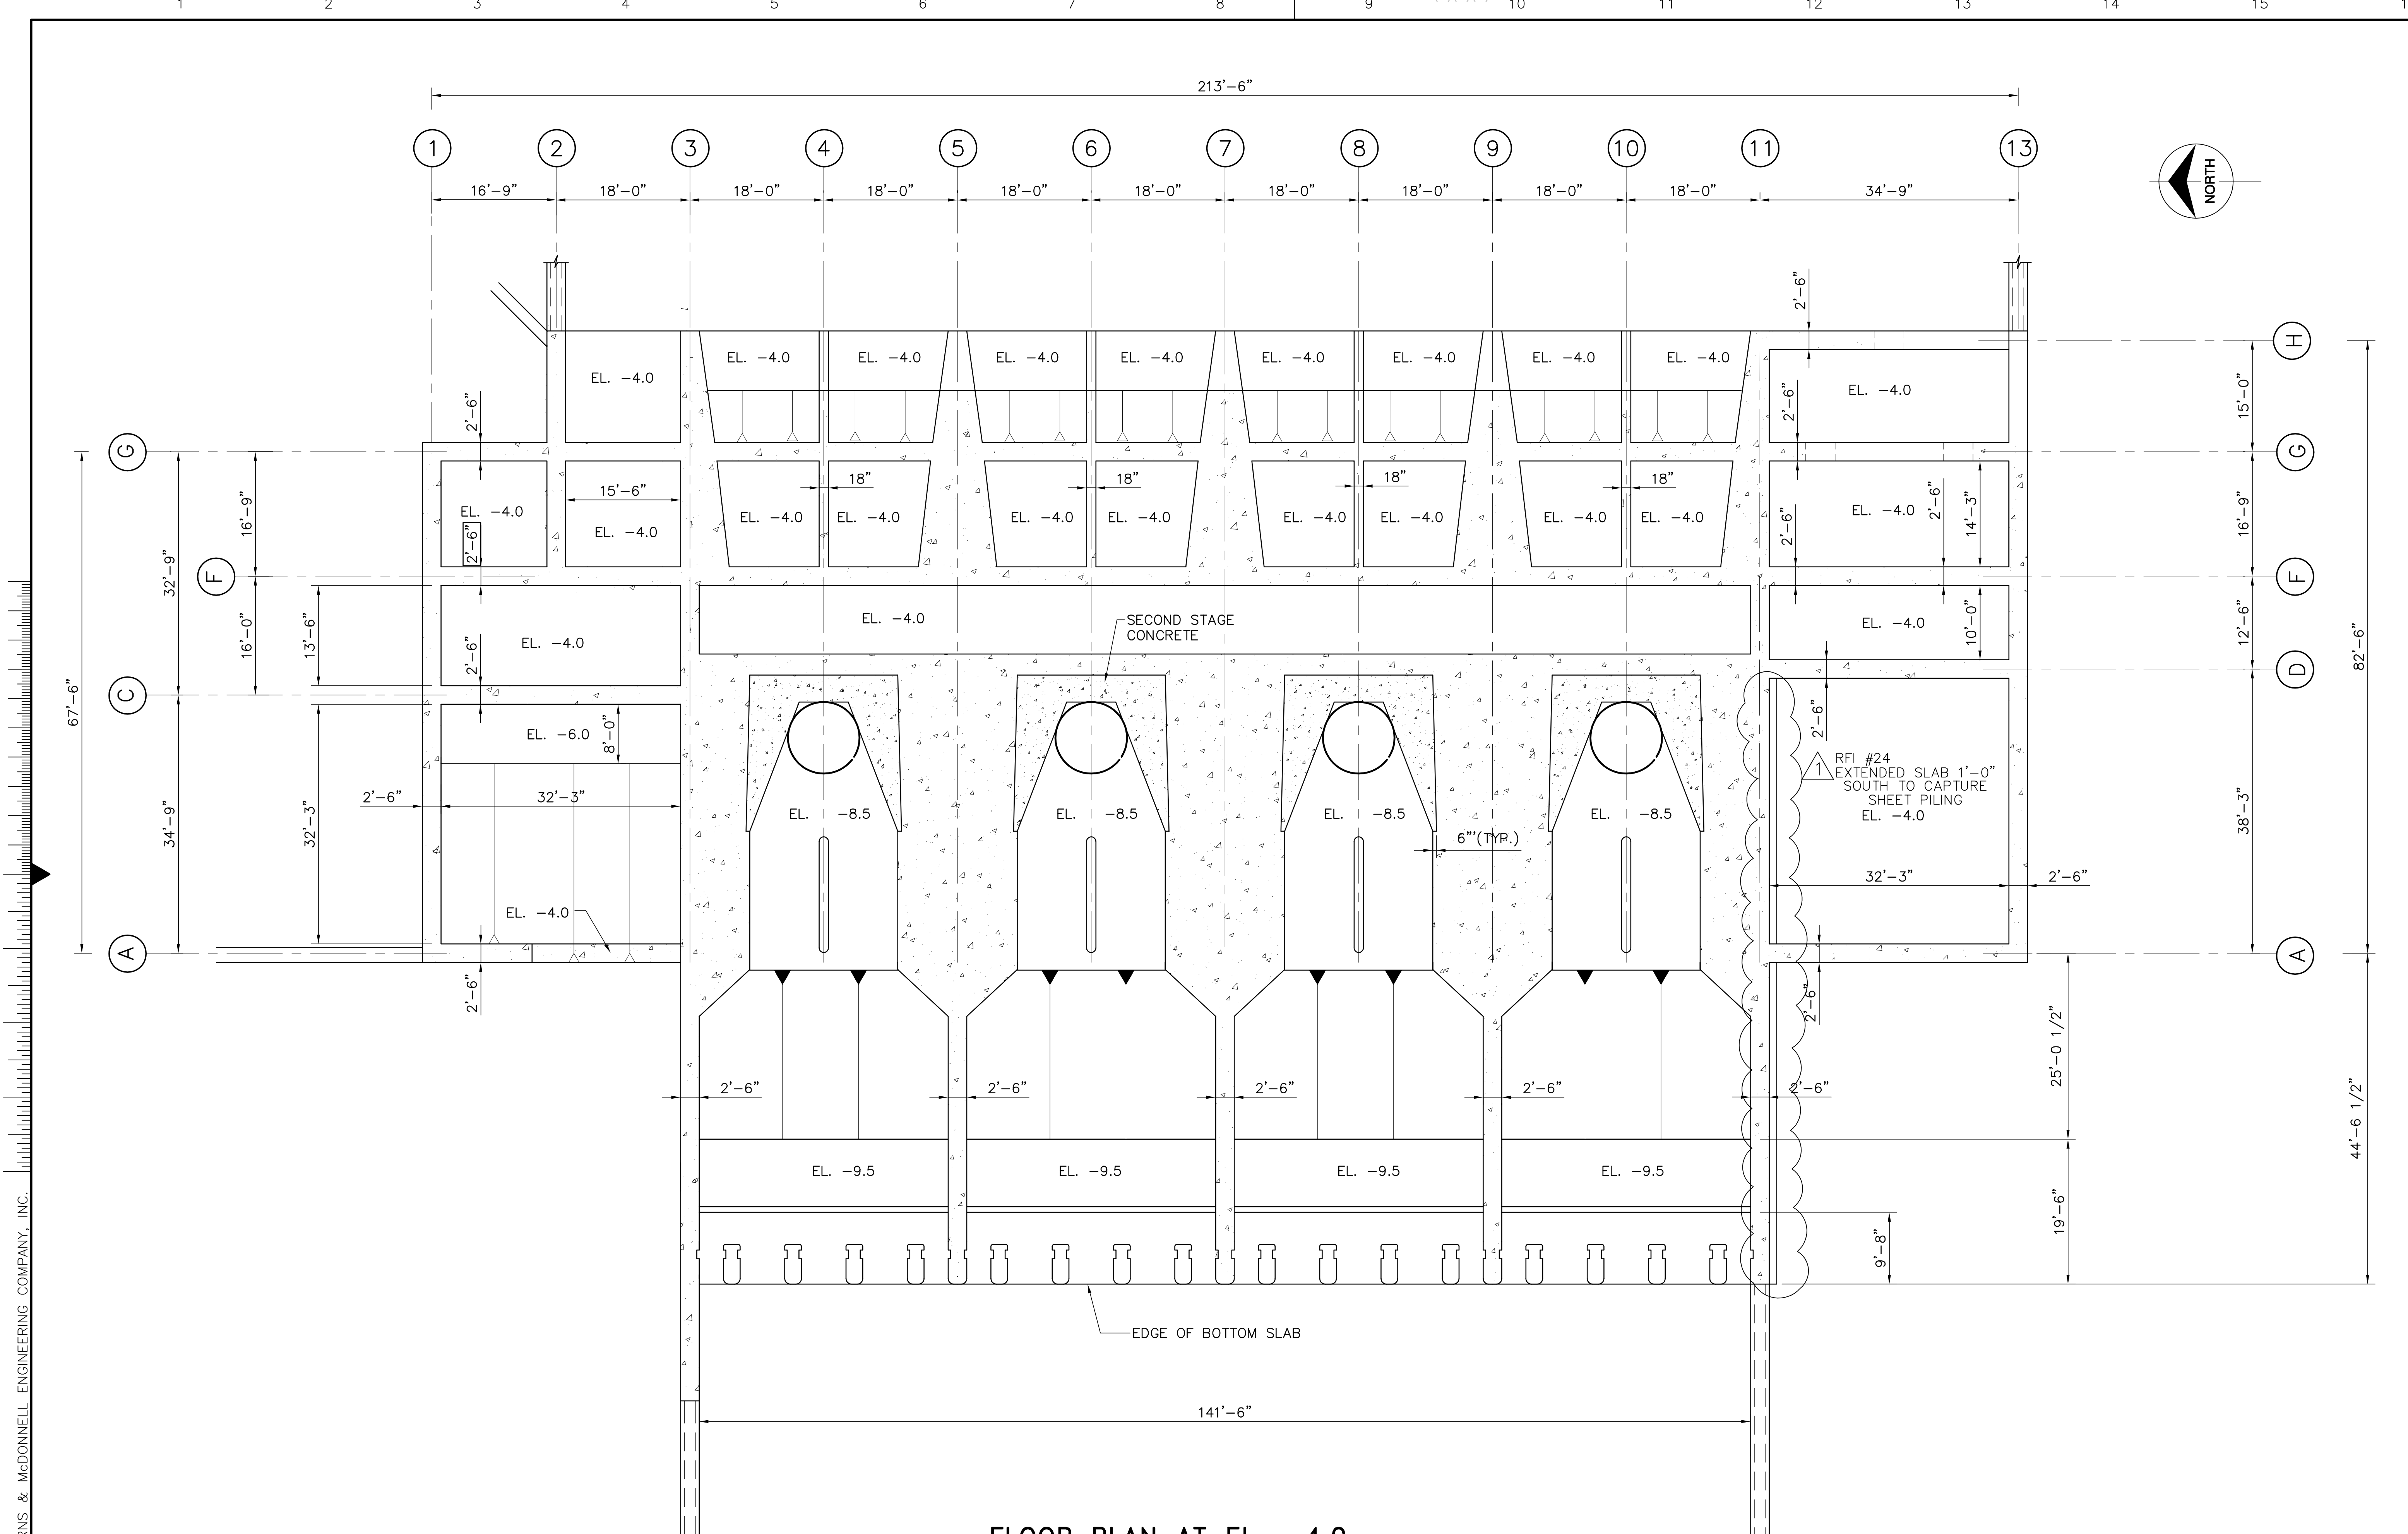 1 2 3 4 5 6 7 8 9 10 11 12 13 14 15
213'-6"
1 2 3 4 5 6 7 8 9 10 11 13
NORTH
16'-9" 18'-0" 18'-0" 18'-0" 18'-0" 18'-0" 18'-0" 18'-0" 18'-0" 18'-0" 34'-9"
2'-6"
H
EL. -4.0 EL. -4.0 EL. -4.0 EL. -4.0 EL. -4.0 EL. -4.0 EL. -4.0 EL. -4.0
EL. -4.0
EL. -4.0
2'-6" 2'-6" 15'-0"
G G
15'-6" 18" 18" 18" 18"
EL. -4.0 EL. -4.0
EL. -4.0 EL. -4.0 EL. -4.0 EL. -4.0 EL. -4.0 EL. -4.0 EL. -4.0 EL. -4.0 EL. -4.0
16'-9" 2'-6" 2'-6" 2'-6" 14'-3" 16'-9"
32'-9"
F F
EL. -4.0
SECOND STAGE
CONCRETE
EL. -4.0
EL. -4.0
16'-0" 13'-6" 2'-6" 10'-0" 12'-6"
82'-6"
67'-6"
C D
2'-6"
EL. -6.0 8'-0"
1
RFI #24
EXTENDED SLAB 1'-0"
SOUTH TO CAPTURE
SHEET PILING
EL. -4.0
2'-6" 32'-3"
EL. -8.5 EL. -8.5 EL. -8.5 EL. -8.5
34'-9" 32'-3" 38'-3"
6"'(TYP.)
32'-3" 2'-6"
EL. -4.0
A A
2'-6" 2'-6"
25'-0 1/2"
2'-6" 2'-6" 2'-6" 2'-6" 2'-6"
44'-6 1/2"
EL. -9.5 EL. -9.5 EL. -9.5 EL. -9.5
19'-6"
9'-8"
EDGE OF BOTTOM SLAB
141'-6"
RNS & McDONNELL ENGINEERING COMPANY, INC.
FLOOR PLAN AT EL. -4.0